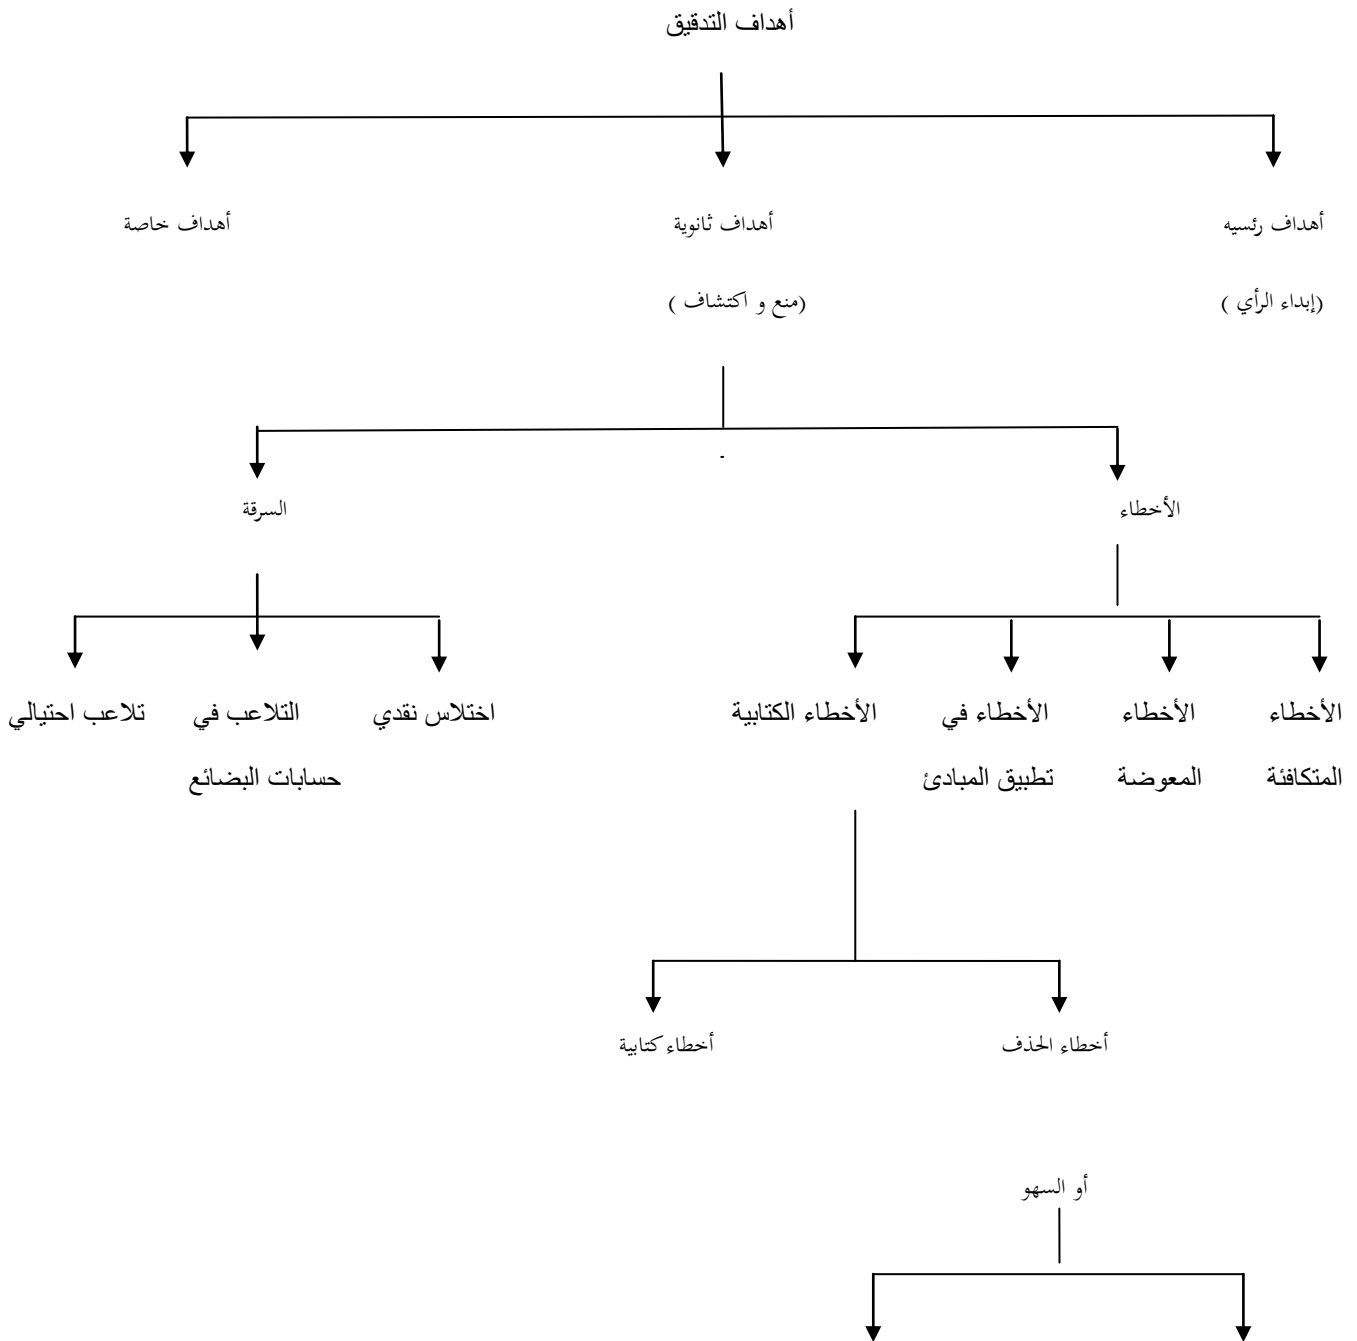 أهداف التدقيق
أهداف رئسيه
أهداف ثانوية
أهداف خاصة
(إبداء الرأي )
(منع و اكتشاف )
الأخطاء
السرقة
الأخطاء
المتكافئة
الأخطاء
المعوضة
الأخطاء في
تطبيق المبادئ
الأخطاء الكتابية
اختلاس نقدي
التلاعب في
حسابات البضائع
تلاعب احتيالي
أخطاء الحذف
أخطاء كتابية
أو السهو